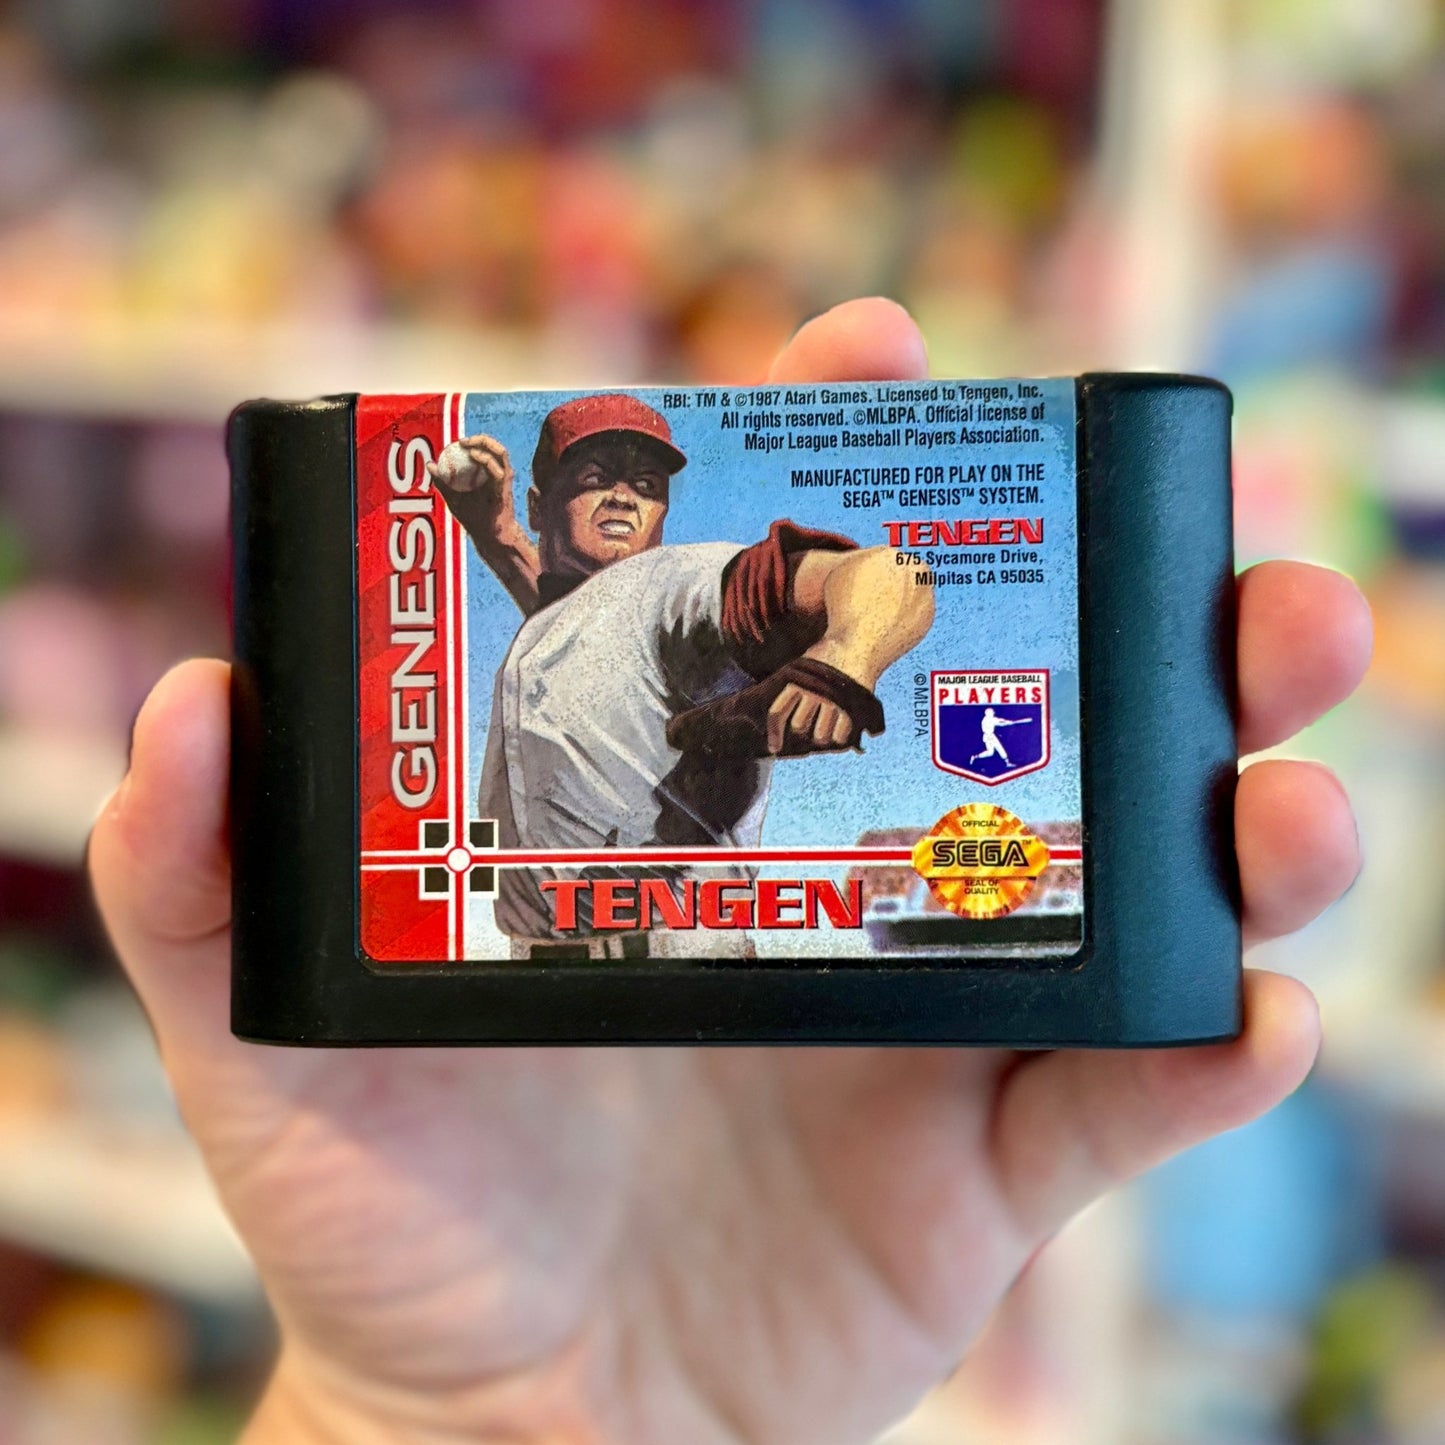 RBI: TM & ©1987 Atari Games. Licensed to Tengen, Inc.
All rights reserved. ©MLBPA. Official license of
Major League Baseball Players Association.
MANUFACTURED FOR PLAY ON THE
SEGA™ GENESIS™ SYSTEM.
TENGEN
675 Sycamore Drive,
Milpitas CA 95035
GENESIS™
©MLBPA
MAJOR LEAGUE BASEBALL
PLAYERS
OFFICIAL
SEGA™
SEAL OF
QUALITY
TENGEN